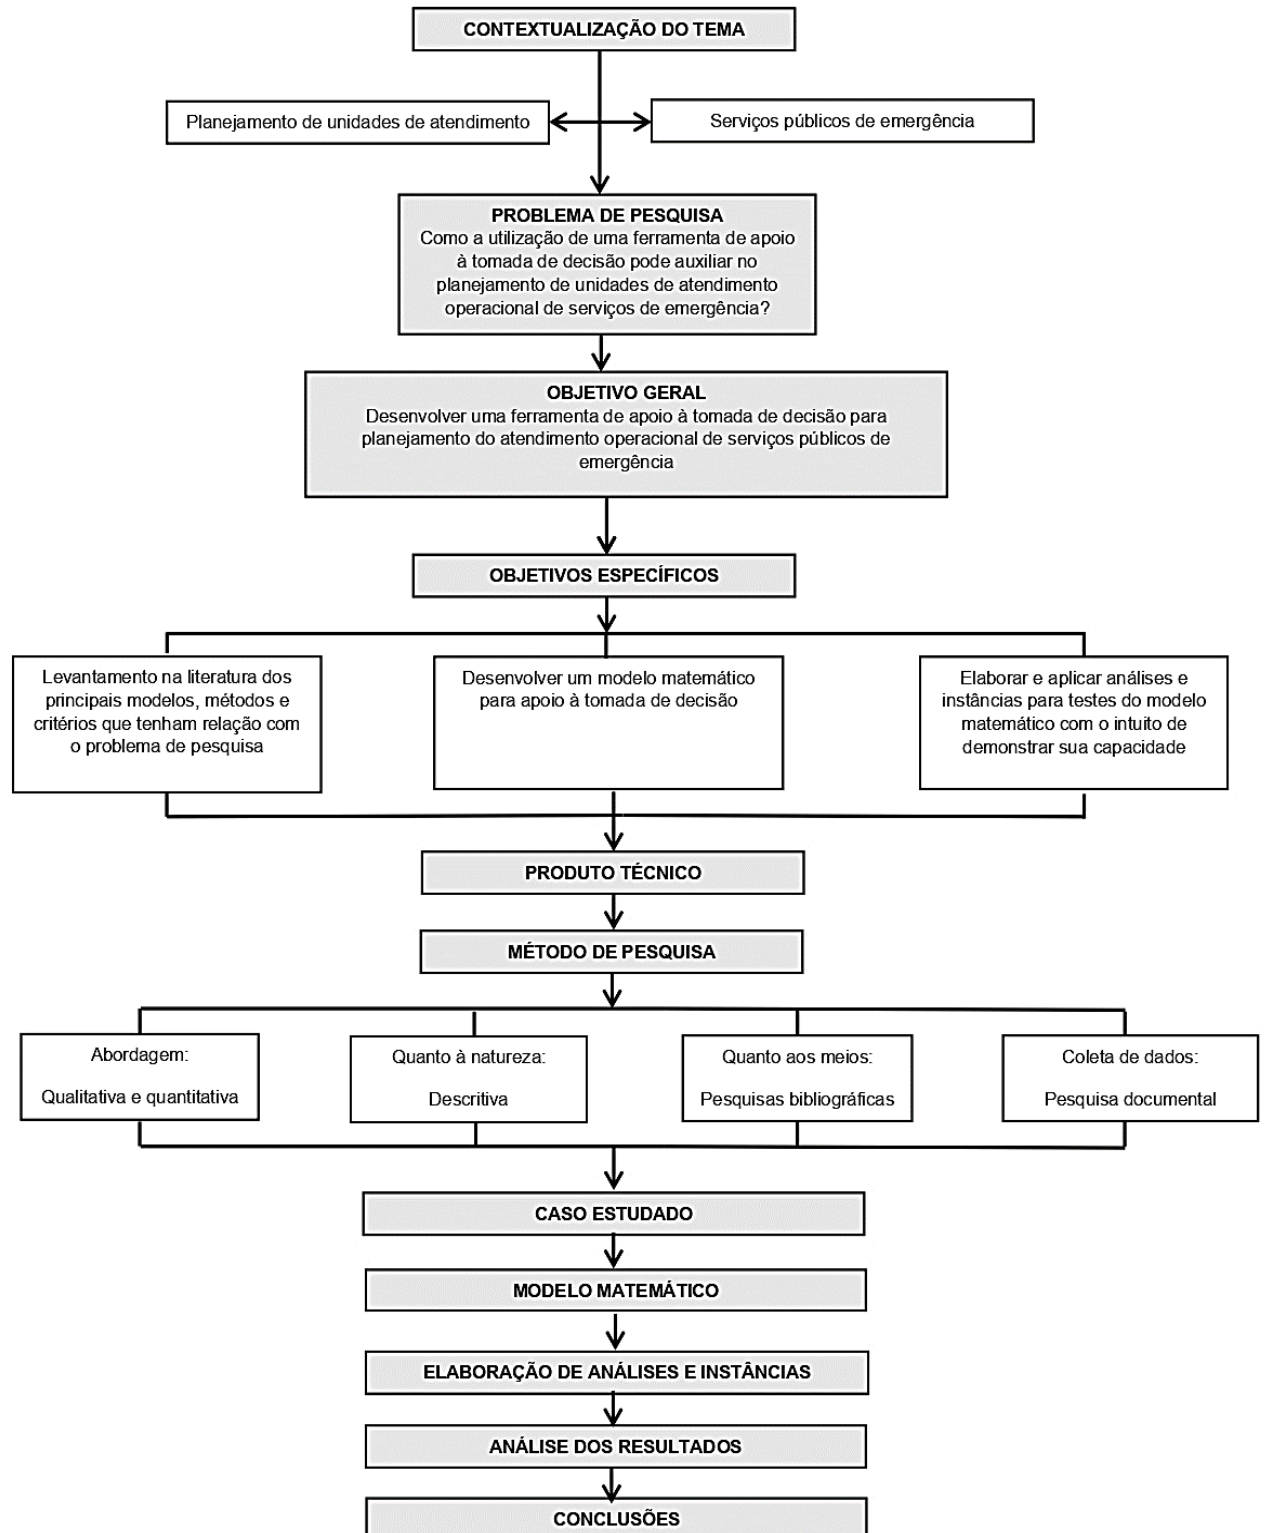 CONTEXTUALIZAÇÃO DO TEMA
Planejamento de unidades de atendimento
Serviços públicos de emergência
PROBLEMA DE PESQUISA
Como a utilização de uma ferramenta de apoio
à tomada de decisão pode auxiliar no
planejamento de unidades de atendimento
operacional de serviços de emergência?
OBJETIVO GERAL
Desenvolver uma ferramenta de apoio à tomada de decisão para
planejamento do atendimento operacional de serviços públicos de
emergência
OBJETIVOS ESPECÍFICOS
Levantamento na literatura dos
principais modelos, métodos e
critérios que tenham relação com
o problema de pesquisa
Desenvolver um modelo matemático
para apoio à tomada de decisão
Elaborar e aplicar análises e
instâncias para testes do modelo
matemático com o intuito de
demonstrar sua capacidade
PRODUTO TÉCNICO
MÉTODO DE PESQUISA
Abordagem:
Qualitativa e quantitativa
Quanto à natureza:
Descritiva
Quanto aos meios:
Pesquisas bibliográficas
Coleta de dados:
Pesquisa documental
CASO ESTUDADO
MODELO MATEMÁTICO
ELABORAÇÃO DE ANÁLISES E INSTÂNCIAS
ANÁLISE DOS RESULTADOS
CONCLUSÕES